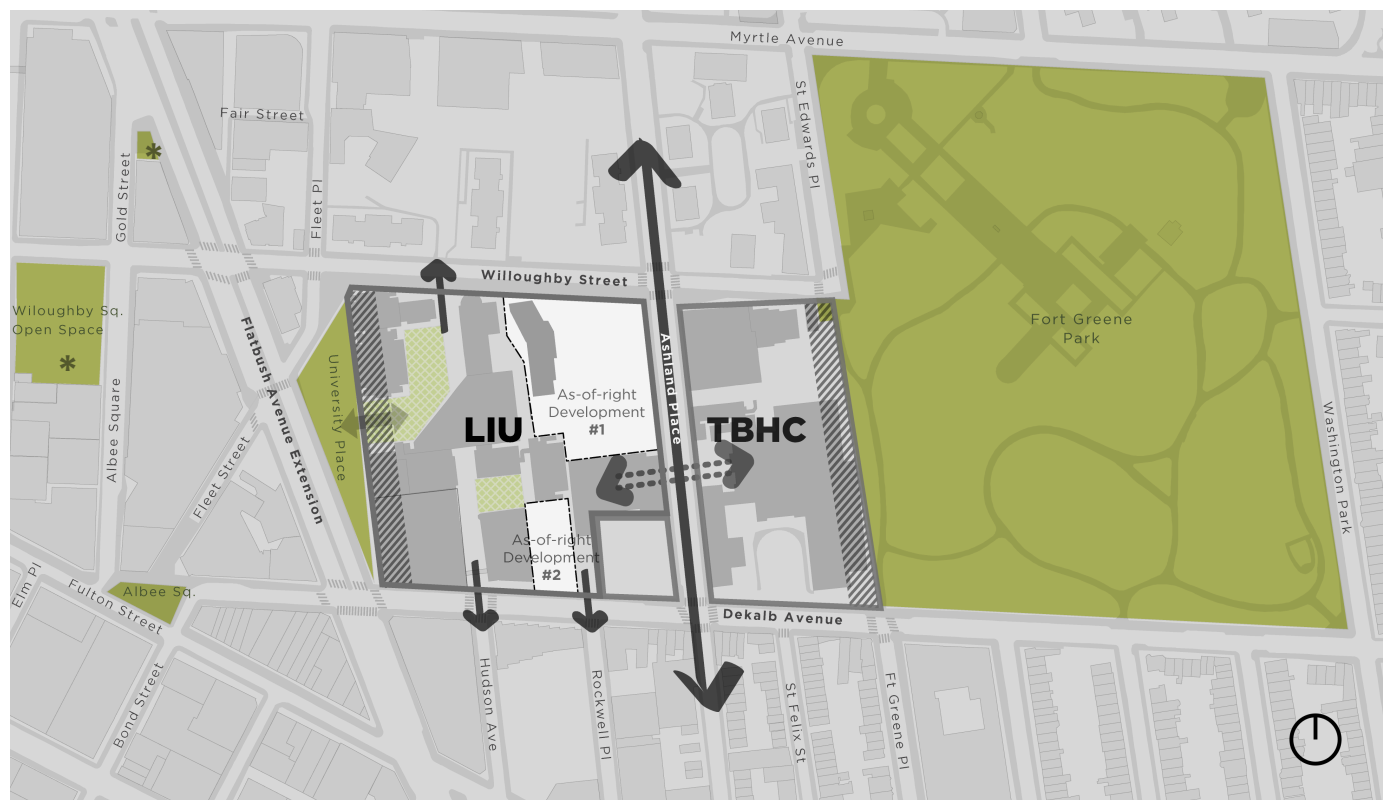 Myrtle Avenue
St Edwards Pl
Fair Street
Gold Street
Fleet Pl
Willoughby Street
Wiloughby Sq.
Open Space
Flatbush Avenue Extension
University Place
Ashland Place
Fort Greene
Park
As-of-right
Development
#1
LIU
TBHC
Albee Square
Fleet Street
Washington Park
As-of-right
Development
#2
Elm Pl
Fulton Street
Albee Sq.
Dekalb Avenue
Bond Street
Hudson Ave
Rockwell Pl
St Felix St
Ft Greene Pl